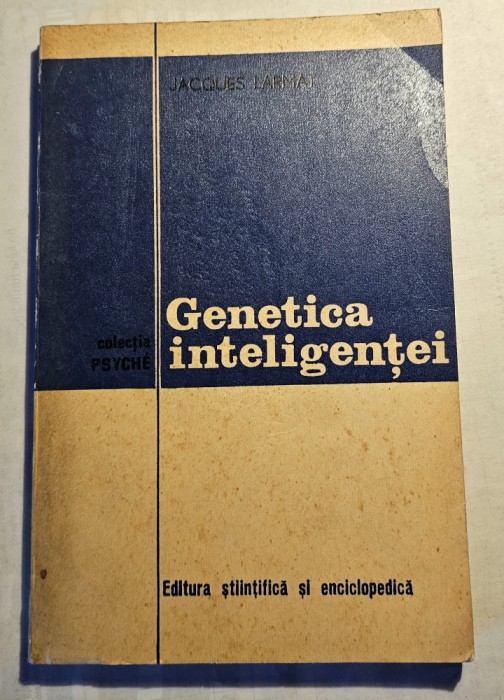 JACQUES LARMAT
Genetica
inteligenței
colecția
PSYCHÉ
Editura științifică și enciclopedică